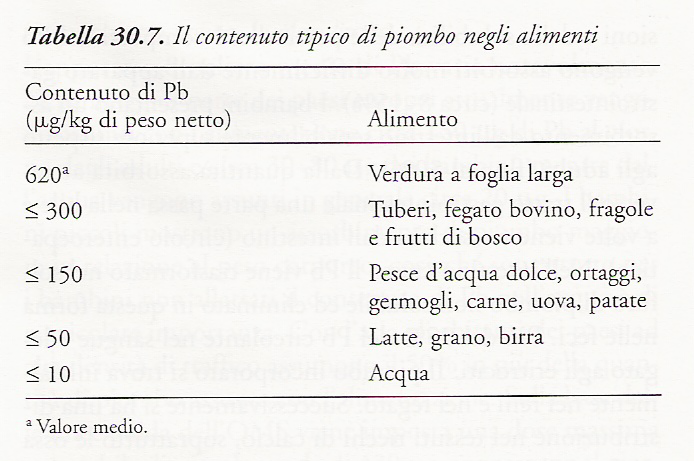 Tabella 30.7. Il contenuto tipico di piombo negli alimenti
Contenuto di Pb
(μg/kg di peso netto) Alimento
620ᵃ Verdura a foglia larga
≤ 300 Tuberi, fegato bovino, fragole
e frutti di bosco
≤ 150 Pesce d'acqua dolce, ortaggi,
germogli, carne, uova, patate
≤ 50 Latte, grano, birra
≤ 10 Acqua
ᵃ Valore medio.